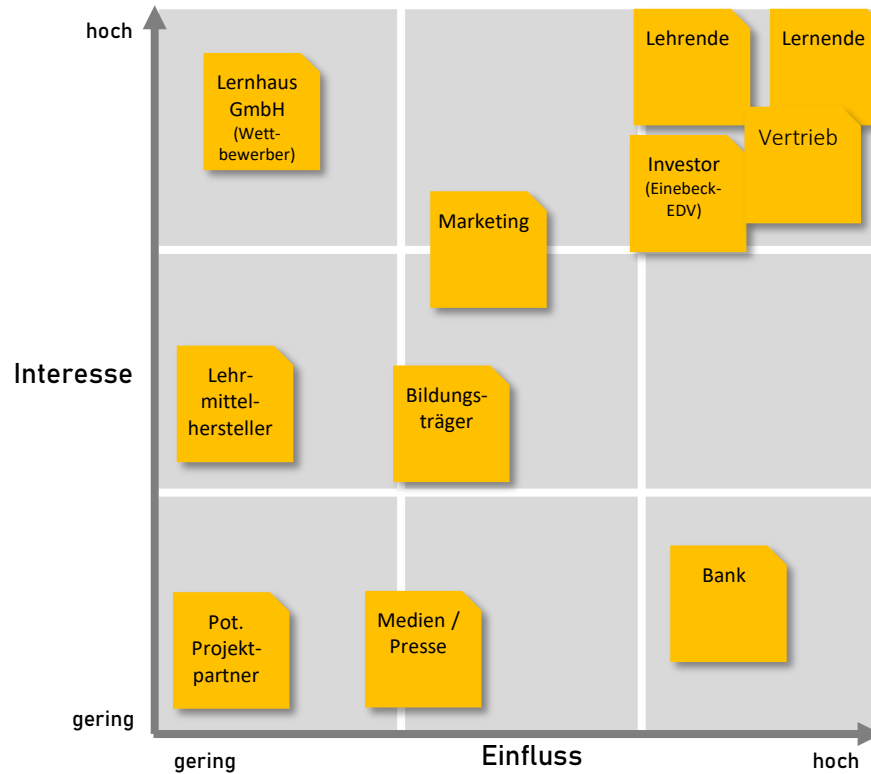 hoch
Lernhaus
GmbH
(Wett-
bewerber)
Lehrende
Lernende
Vertrieb
Investor
(Einebeck-
EDV)
Marketing
Interesse
Lehr-
mittel-
hersteller
Bildungs-
träger
Bank
Pot.
Projekt-
partner
Medien /
Presse
gering
gering
Einfluss
hoch